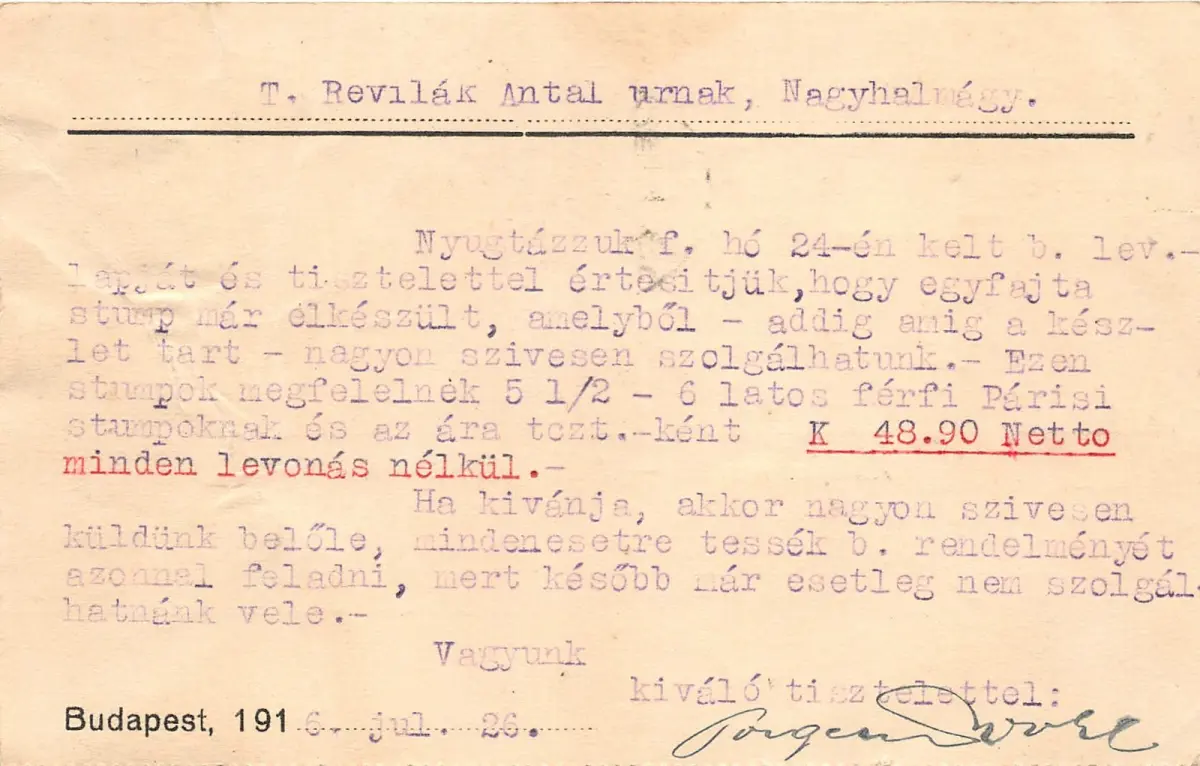 T. Revilák Antal urnak, Nagyhalmágy.
Nyugtázzuk f. hó 24-én kelt b. lev.-
lapját és tisztelettel értesitjük,hogy egyfajta
stump már elkészült, amelyből - addig amig a kész-
let tart - nagyon szivesen szolgálhatunk.- Ezen
stumpok megfelelnek 5 1/2 - 6 latos férfi Párisi
stumpoknak és az ára tczt.-ként K 48.90 Netto
minden levonás nélkül.-
Ha kivánja, akkor nagyon szivesen
küldünk belőle, mindenesetre tessék b. rendelményét
azonnal feladni, mert később már esetleg nem szolgál-
hatnánk vele.-
Vagyunk
kiváló tisztelettel:
Budapest, 1916. jul. 26.